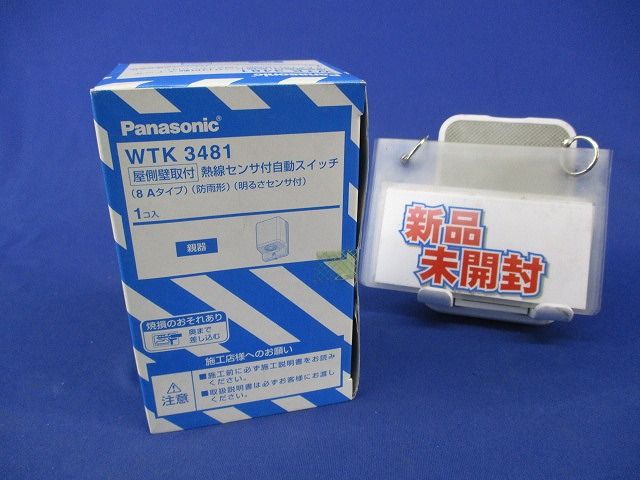 Panasonic
Panasonic
WTK 3481
屋側壁取付 熱線センサ付自動スイッチ
(8 Aタイプ)(防雨形)(明るさセンサ付)
1コ入
親器
焼損のおそれあり
奥まで
差し込む
施工店様へのお願い
注意
■施工前に必ず施工説明書をお読み
ください。
■取扱説明書は必ずお客様にお渡し
ください。
新品
未開封